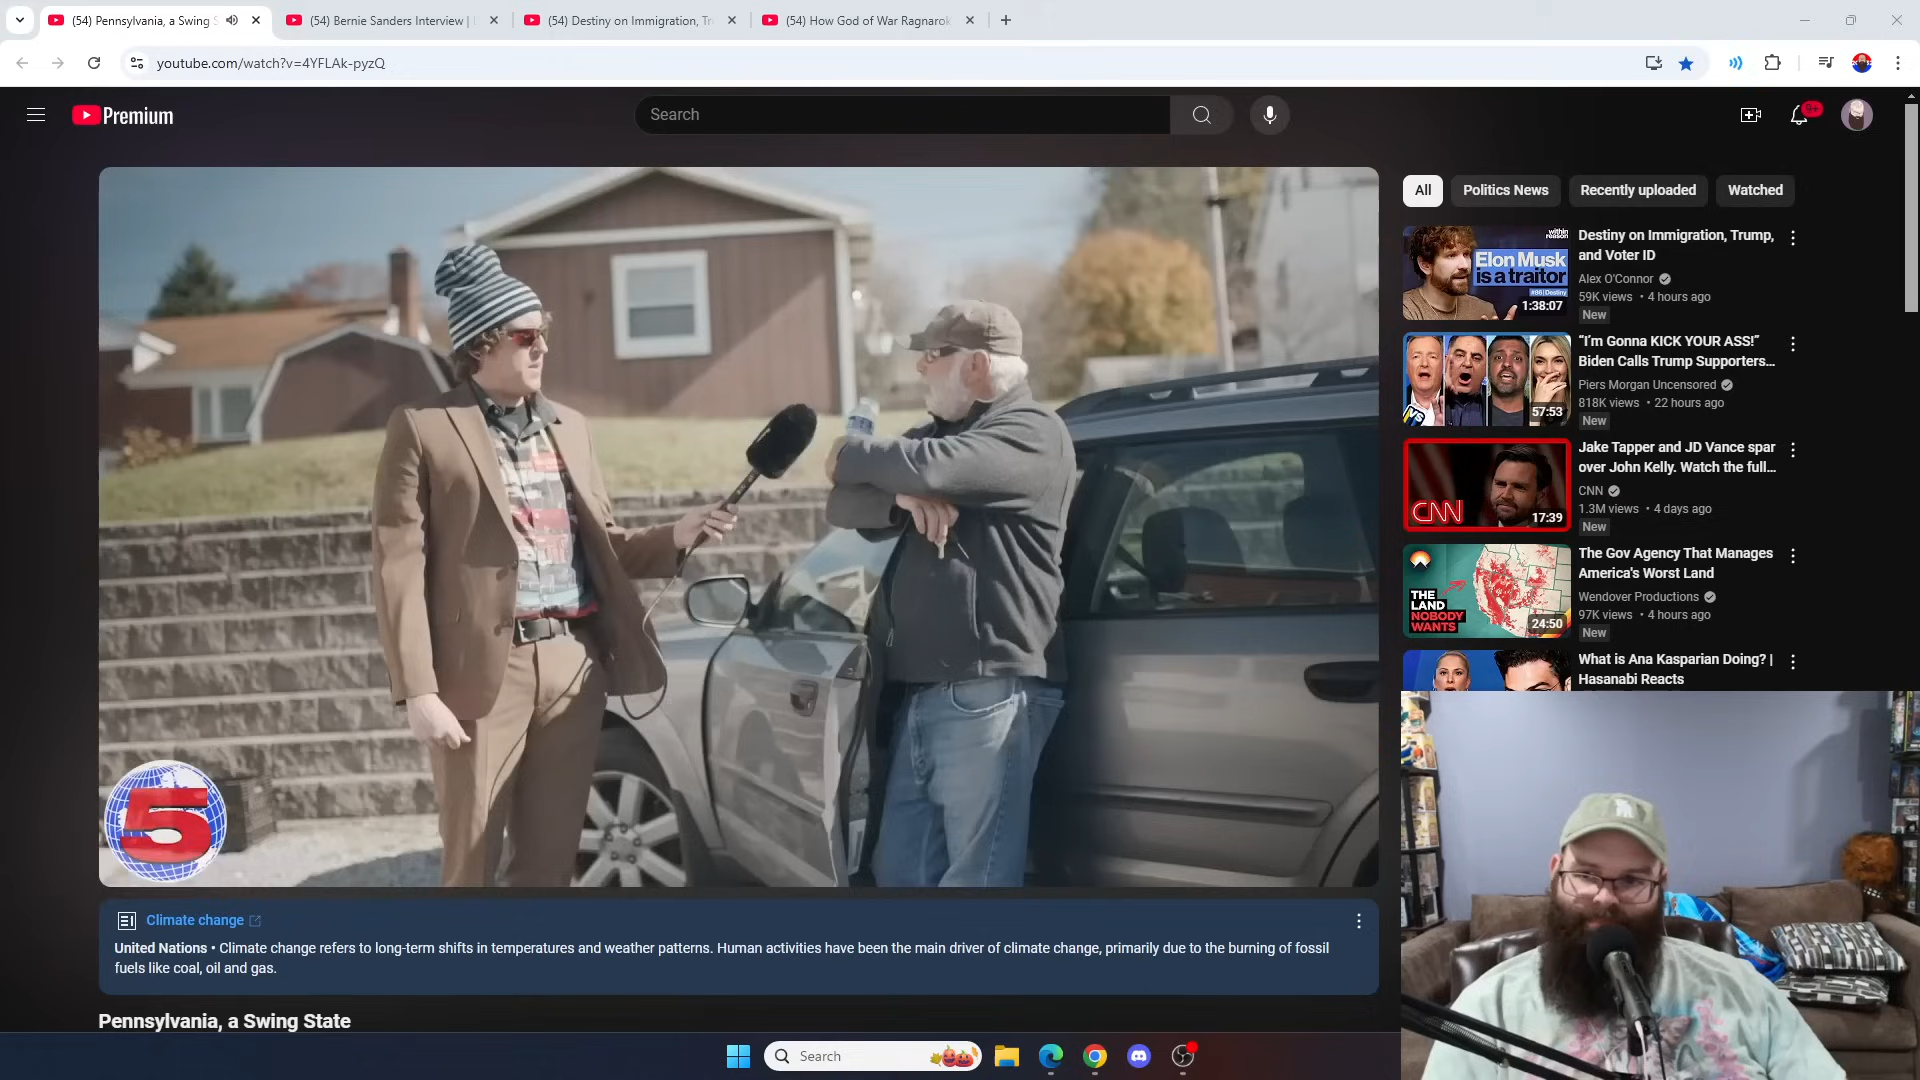 (54) Pennsylvania, a Swing S
(54) Bernie Sanders Interview |
(54) Destiny on Immigration, Tr
(54) How God of War Ragnarok
youtube.com/watch?v=4YFLAk-pyzQ
Premium
Search
9+
All
Politics News
Recently uploaded
Watched
within reason
Elon Musk
is a traitor
#86 | Destiny
1:38:07
Destiny on Immigration, Trump,
and Voter ID
Alex O'Connor
59K views • 4 hours ago
New
VS
57:53
“I’m Gonna KICK YOUR ASS!”
Biden Calls Trump Supporters...
Piers Morgan Uncensored
818K views • 22 hours ago
New
CNN
17:39
Jake Tapper and JD Vance spar
over John Kelly. Watch the full...
CNN
1.3M views • 4 days ago
New
THE
LAND
NOBODY
WANTS
24:50
The Gov Agency That Manages
America's Worst Land
Wendover Productions
97K views • 4 hours ago
New
What is Ana Kasparian Doing? |
Hasanabi Reacts
5
Climate change
United Nations • Climate change refers to long-term shifts in temperatures and weather patterns. Human activities have been the main driver of climate change, primarily due to the burning of fossil
fuels like coal, oil and gas.
Pennsylvania, a Swing State
Search